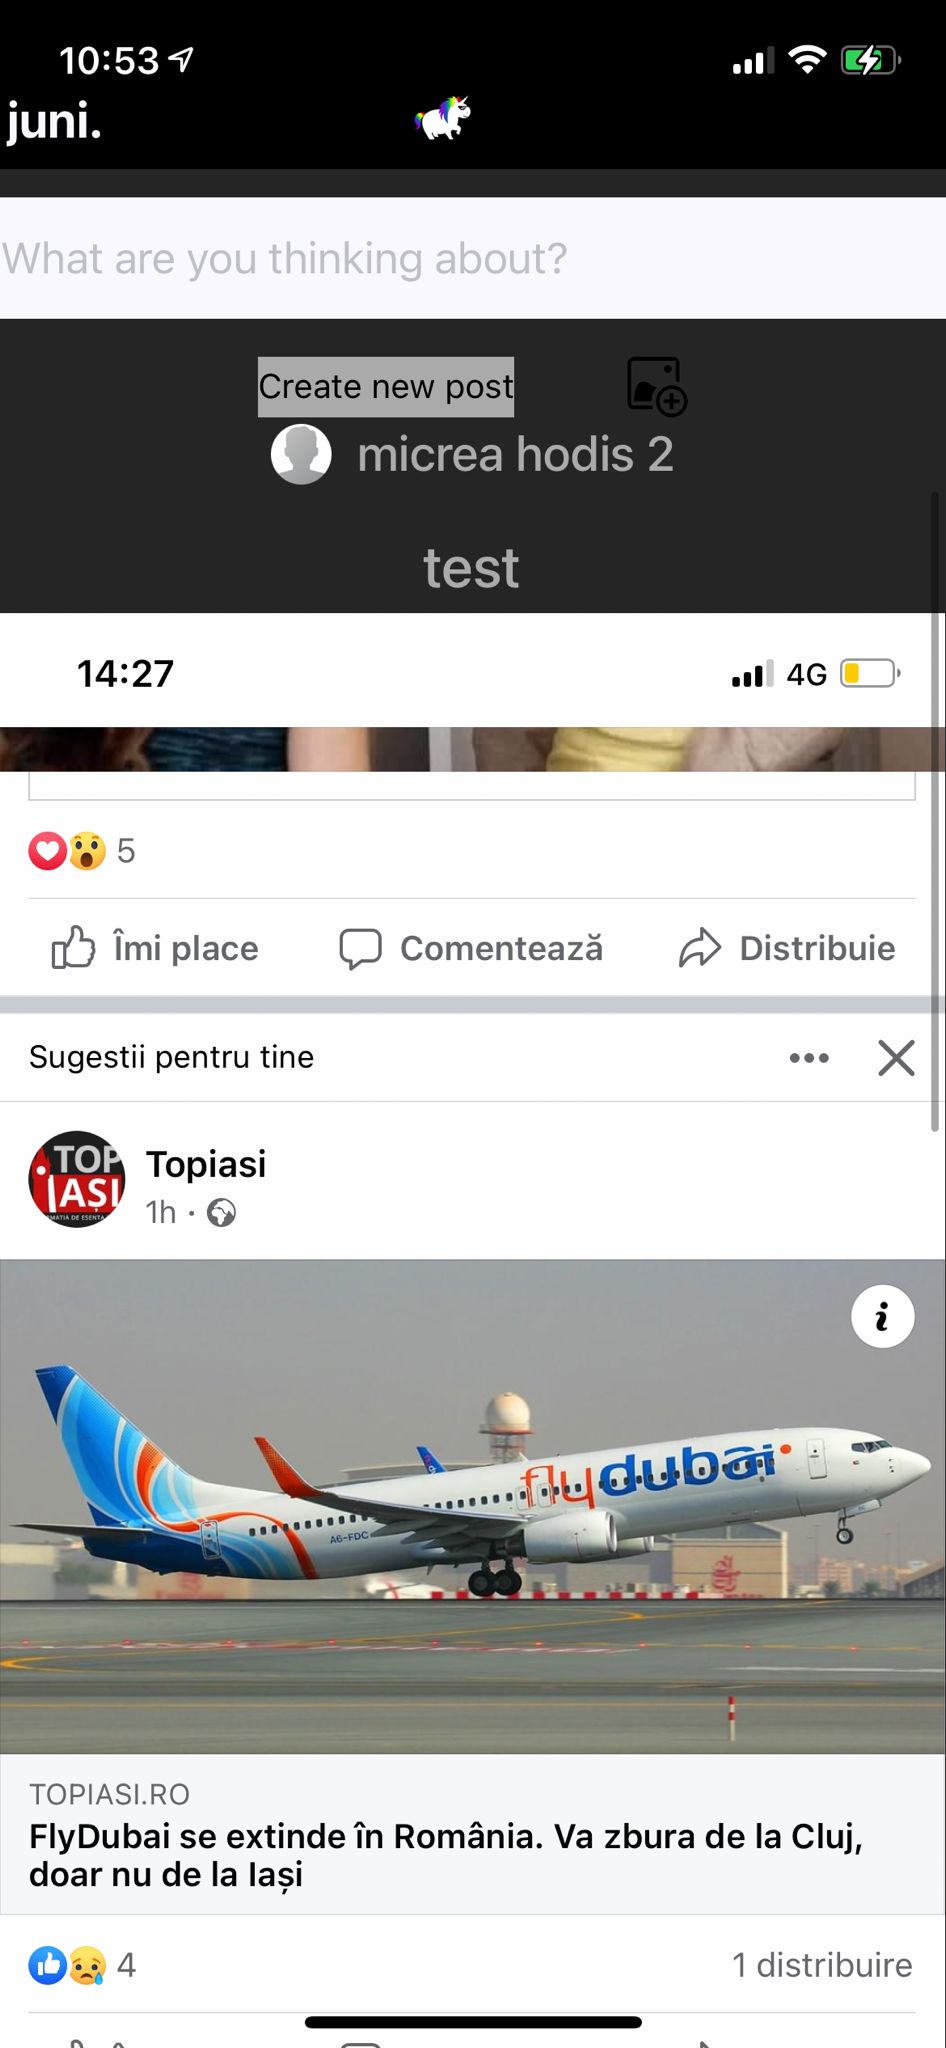 10:53
juni.
What are you thinking about?
Create new post
micrea hodis 2
test
14:27
4G
5
Îmi place
Comentează
Distribuie
Sugestii pentru tine
TOP
IAȘI
Topiasi
1h
i
flydubai
A6-FDC
TOPIASI.RO
FlyDubai se extinde în România. Va zbura de la Cluj,
doar nu de la Iași
4
1 distribuire